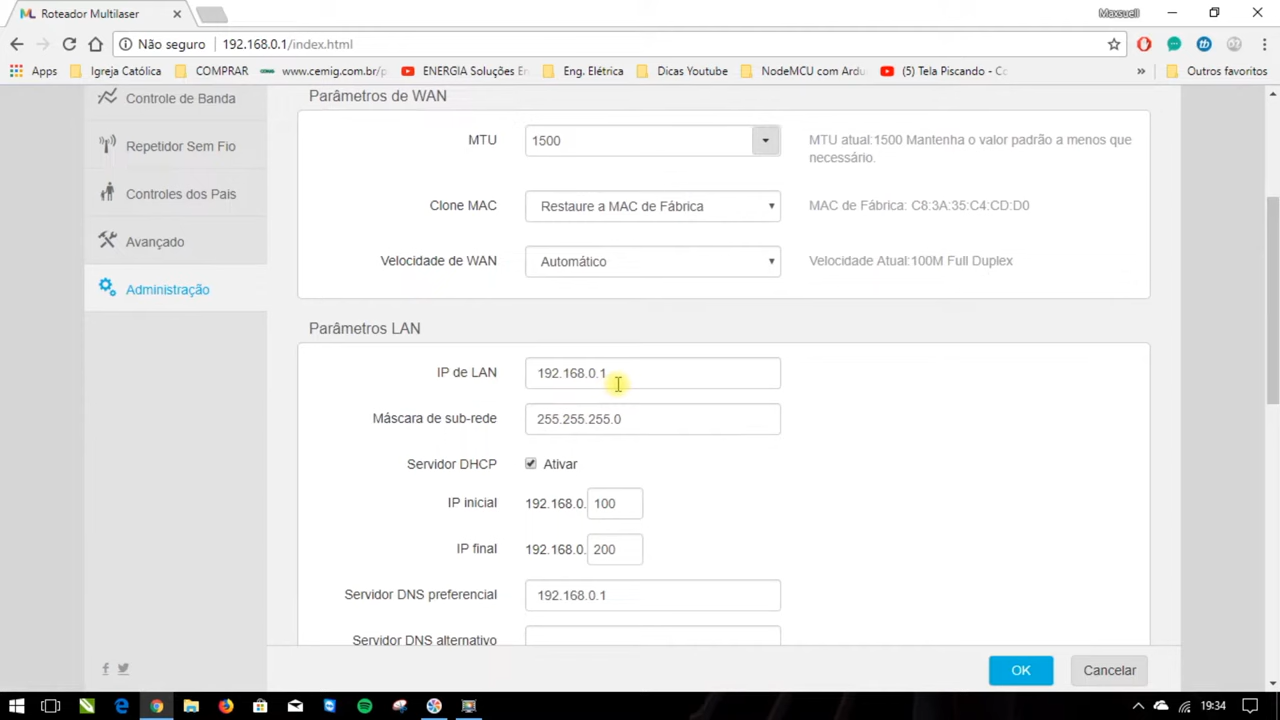 Roteador Multilaser
Maxsuell
Não seguro 192.168.0.1/index.html
Apps Igreja Católica COMPRAR www.cemig.com.br/p ENERGIA Soluções En Eng. Elétrica Dicas Youtube NodeMCU com Ardu (5) Tela Piscando - Co » Outros favoritos
Controle de Banda
Repetidor Sem Fio
Controles dos Pais
Avançado
Administração
Parâmetros de WAN
MTU 1500 MTU atual:1500 Mantenha o valor padrão a menos que
necessário.
Clone MAC Restaure a MAC de Fábrica MAC de Fábrica: C8:3A:35:C4:CD:D0
Velocidade de WAN Automático Velocidade Atual:100M Full Duplex
Parâmetros LAN
IP de LAN 192.168.0.1
Máscara de sub-rede 255.255.255.0
Servidor DHCP Ativar
IP inicial 192.168.0. 100
IP final 192.168.0. 200
Servidor DNS preferencial 192.168.0.1
Servidor DNS alternativo
OK Cancelar
19:34